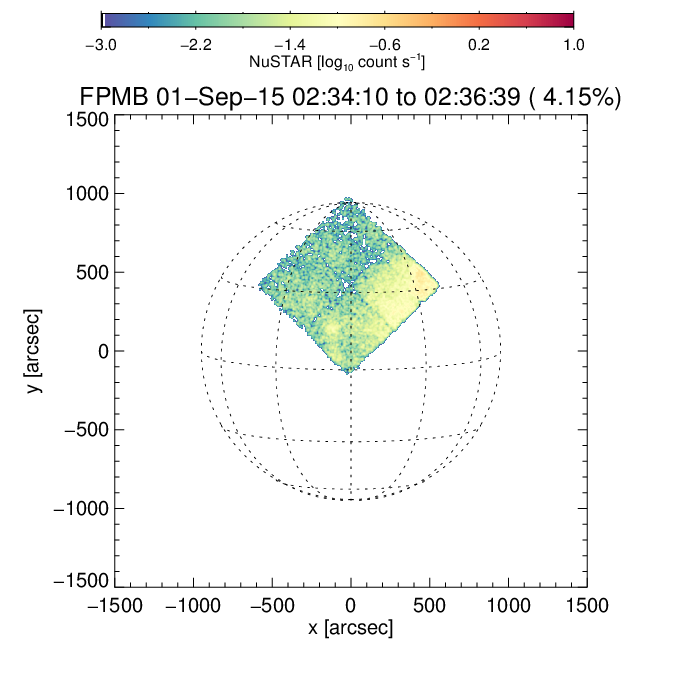 −3.0 −2.2 −1.4 −0.6 0.2 1.0
NuSTAR [log₁₀ count s⁻¹]
FPMB 01−Sep−15 02:34:10 to 02:36:39 ( 4.15%)
1500
1000
500
0
−500
−1000
−1500
y [arcsec]
−1500 −1000 −500 0 500 1000 1500
x [arcsec]